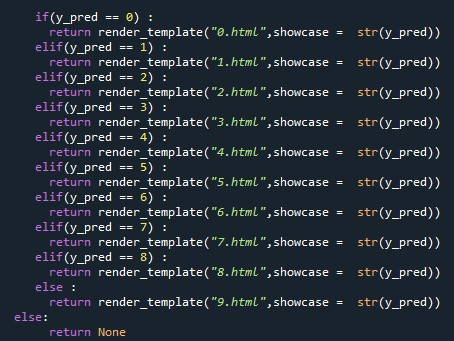 if(y_pred == 0) :
return render_template("0.html",showcase =  str(y_pred))
elif(y_pred == 1) :
return render_template("1.html",showcase =  str(y_pred))
elif(y_pred == 2) :
return render_template("2.html",showcase =  str(y_pred))
elif(y_pred == 3) :
return render_template("3.html",showcase =  str(y_pred))
elif(y_pred == 4) :
return render_template("4.html",showcase =  str(y_pred))
elif(y_pred == 5) :
return render_template("5.html",showcase =  str(y_pred))
elif(y_pred == 6) :
return render_template("6.html",showcase =  str(y_pred))
elif(y_pred == 7) :
return render_template("7.html",showcase =  str(y_pred))
elif(y_pred == 8) :
return render_template("8.html",showcase =  str(y_pred))
else :
return render_template("9.html",showcase =  str(y_pred))
else:
return None